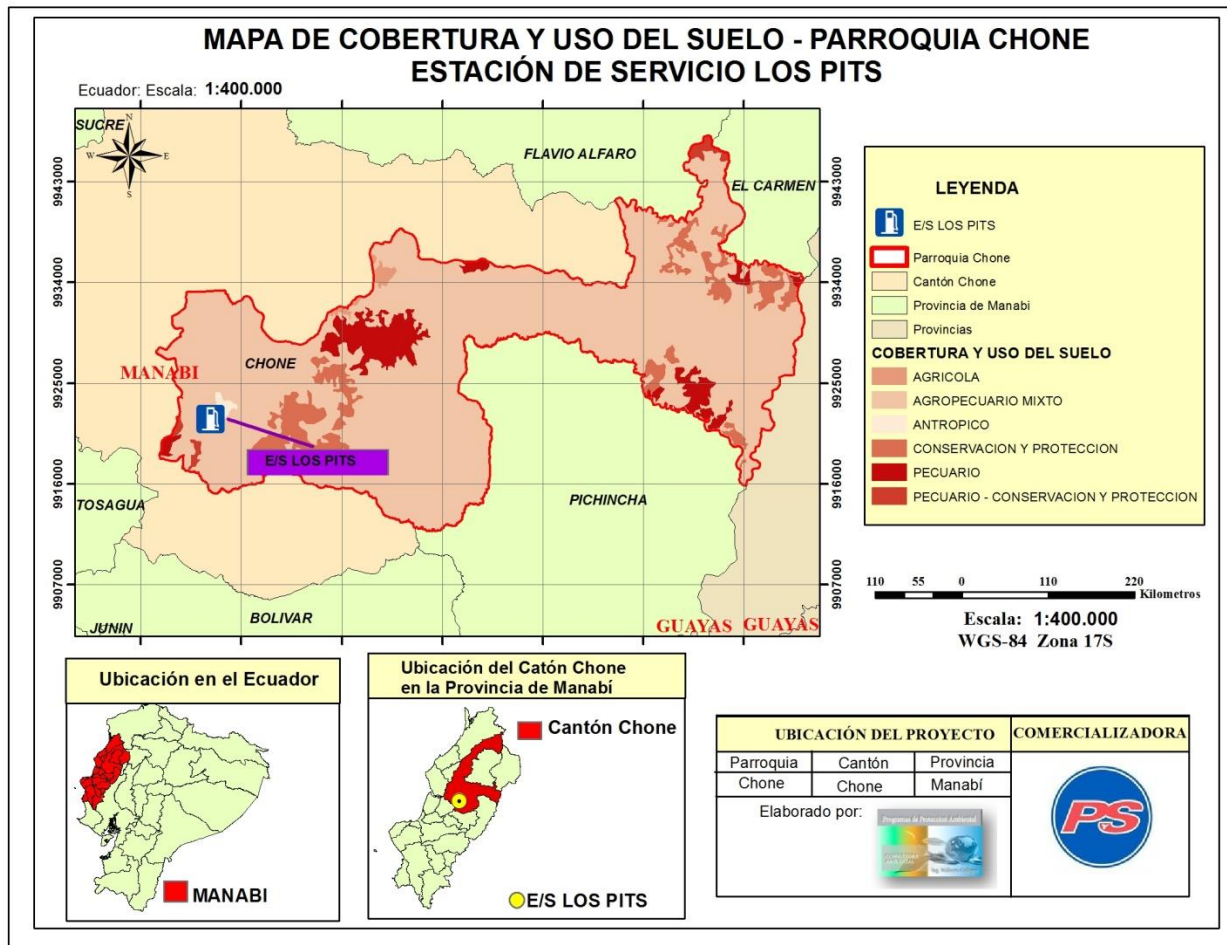 MAPA DE COBERTURA Y USO DEL SUELO - PARROQUIA CHONE
ESTACIÓN DE SERVICIO LOS PITS
Ecuador: Escala: 1:400.000
SUCRE
N
W
E
S
FLAVIO ALFARO
EL CARMEN
9943000
9943000
9934000
9934000
MANABI
CHONE
9925000
9925000
E/S LOS PITS
9916000
9916000
TOSAGUA
PICHINCHA
9907000
9907000
BOLIVAR
JUNIN
GUAYAS
GUAYAS
LEYENDA
E/S LOS PITS
Parroquia Chone
Cantón Chone
Provincia de Manabi
Provincias
COBERTURA Y USO DEL SUELO
AGRICOLA
AGROPECUARIO MIXTO
ANTROPICO
CONSERVACION Y PROTECCION
PECUARIO
PECUARIO - CONSERVACION Y PROTECCION
110 55 0 110 220
Kilometros
Escala: 1:400.000
WGS-84 Zona 17S
Ubicación en el Ecuador
MANABI
Ubicación del Catón Chone
en la Provincia de Manabí
Cantón Chone
E/S LOS PITS
UBICACIÓN DEL PROYECTO
COMERCIALIZADORA
Parroquia Cantón Provincia
Chone Chone Manabí
Elaborado por:
Programas de Protección Ambiental
PS